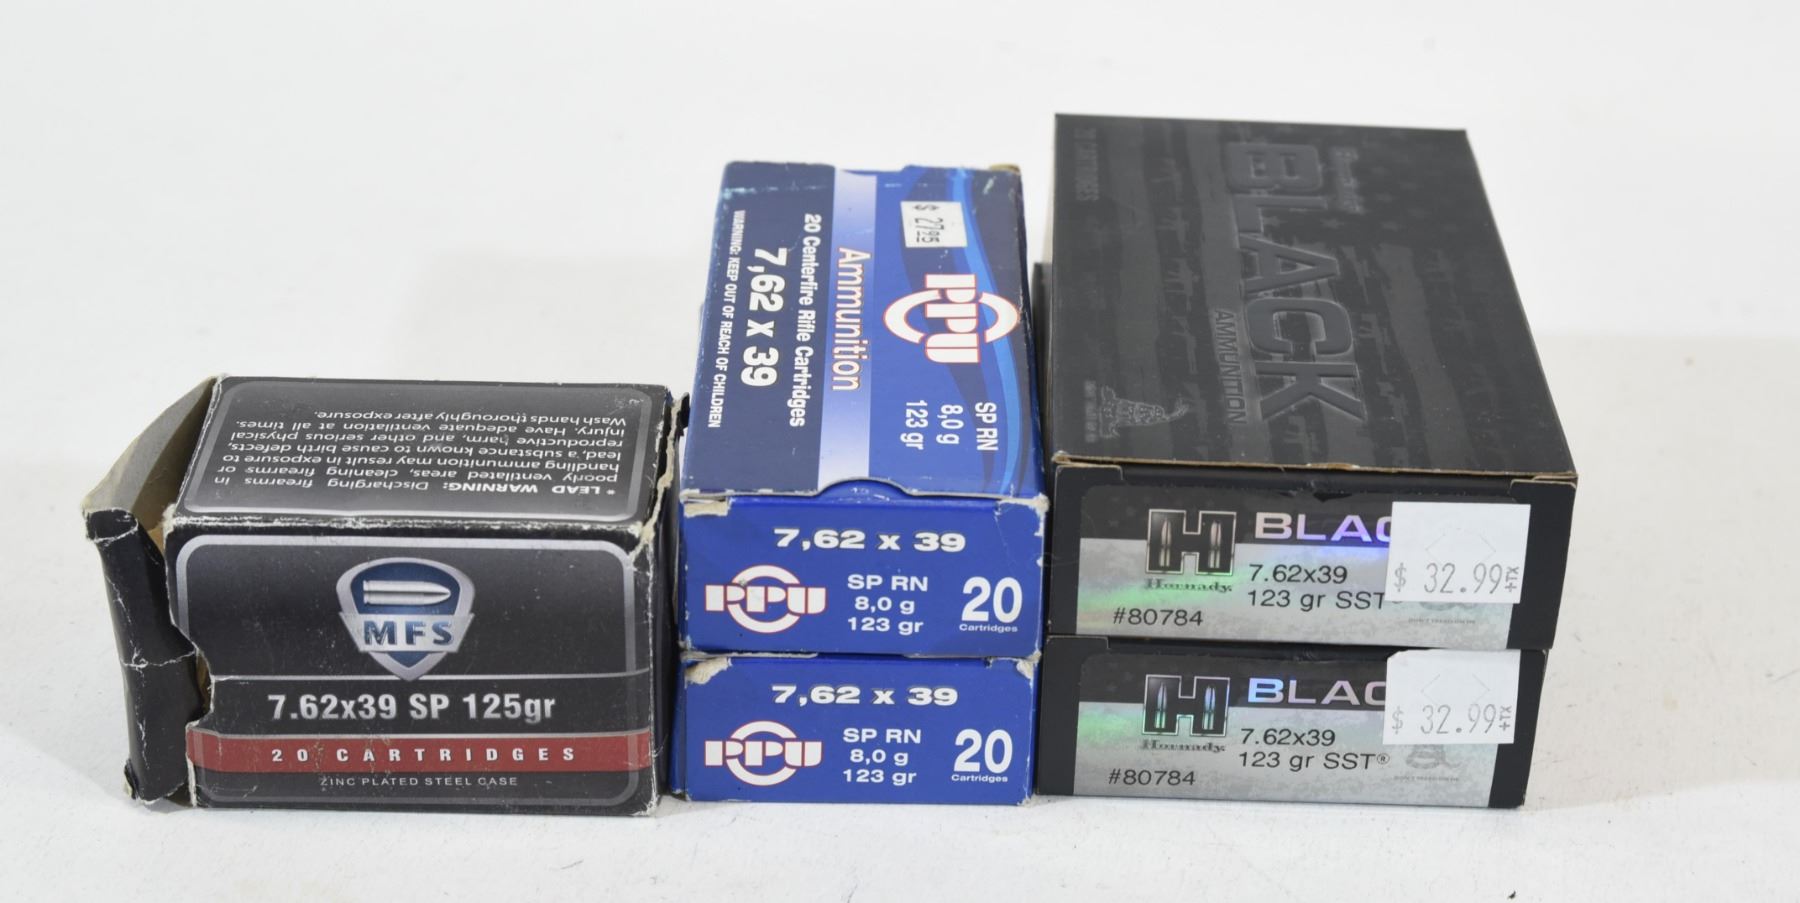 * LEAD WARNING: Discharging firearms in
poorly ventilated areas, cleaning firearms or
handling ammunition may result in exposure to
lead, a substance known to cause birth defects,
reproductive harm, and other serious physical
injury. Have adequate ventilation at all times.
Wash hands thoroughly after exposure.
MFS
7.62x39 SP 125gr
20 CARTRIDGES
ZINC PLATED STEEL CASE
$ 27.95
PPU
SP RN
8,0 g
123 gr
Ammunition
20 Centerfire Rifle Cartridges
7,62 x 39
WARNING: KEEP OUT OF REACH OF CHILDREN
7,62 x 39
PPU
SP RN
8,0 g
123 gr
20
Cartridges
7,62 x 39
PPU
SP RN
8,0 g
123 gr
20
Cartridges
BLACK
AMMUNITION
20 CARTRIDGES
H BLAC
Hornady
7.62x39
123 gr SST®
#80784
$ 32.99+TX
H BLAC
Hornady
7.62x39
123 gr SST®
#80784
$ 32.99+TX